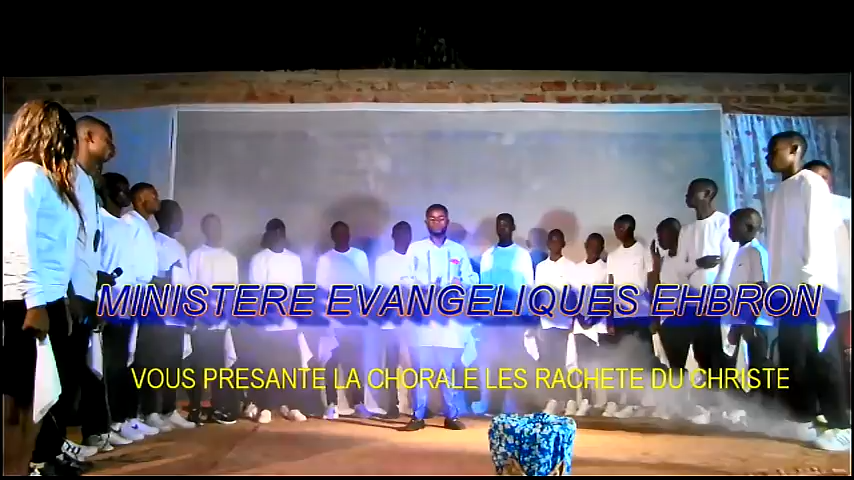 MINISTERE EVANGELIQUES EHBRON
VOUS PRESANTE LA CHORALE LES RACHETE DU CHRISTE